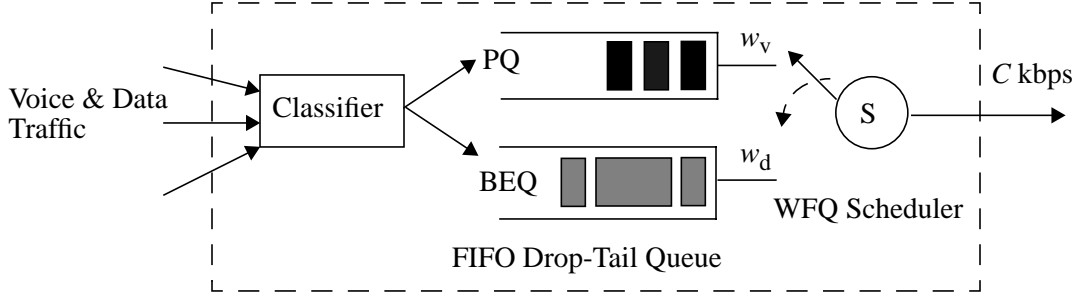 Voice & Data
Traffic
Classifier
PQ
BEQ
w_v
w_d
S
C kbps
WFQ Scheduler
FIFO Drop-Tail Queue